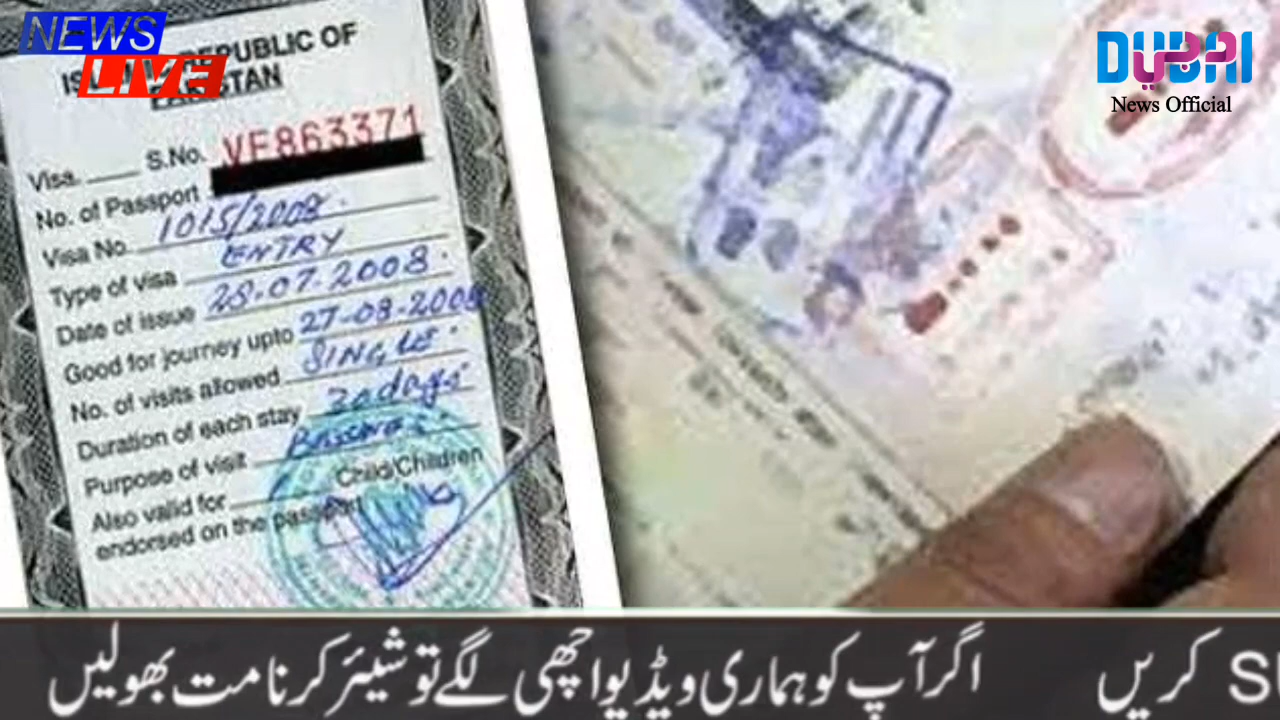 NEWS
LIVE
DUBAI
News Official
REPUBLIC OF
PAKISTAN
Visa
S.No. VF863371
No. of Passport
Visa No. 1015/2008
Type of visa ENTRY
Date of issue 28-07-2008
Good for journey upto 27-08-2008
No. of visits allowed SINGLE
Duration of each stay days
Purpose of visit
Also valid for Child/Children
endorsed on the passport
اگر آپ کو ہماری ویڈیو اچھی لگے تو شیئر کرنا مت بھولیں
کریں